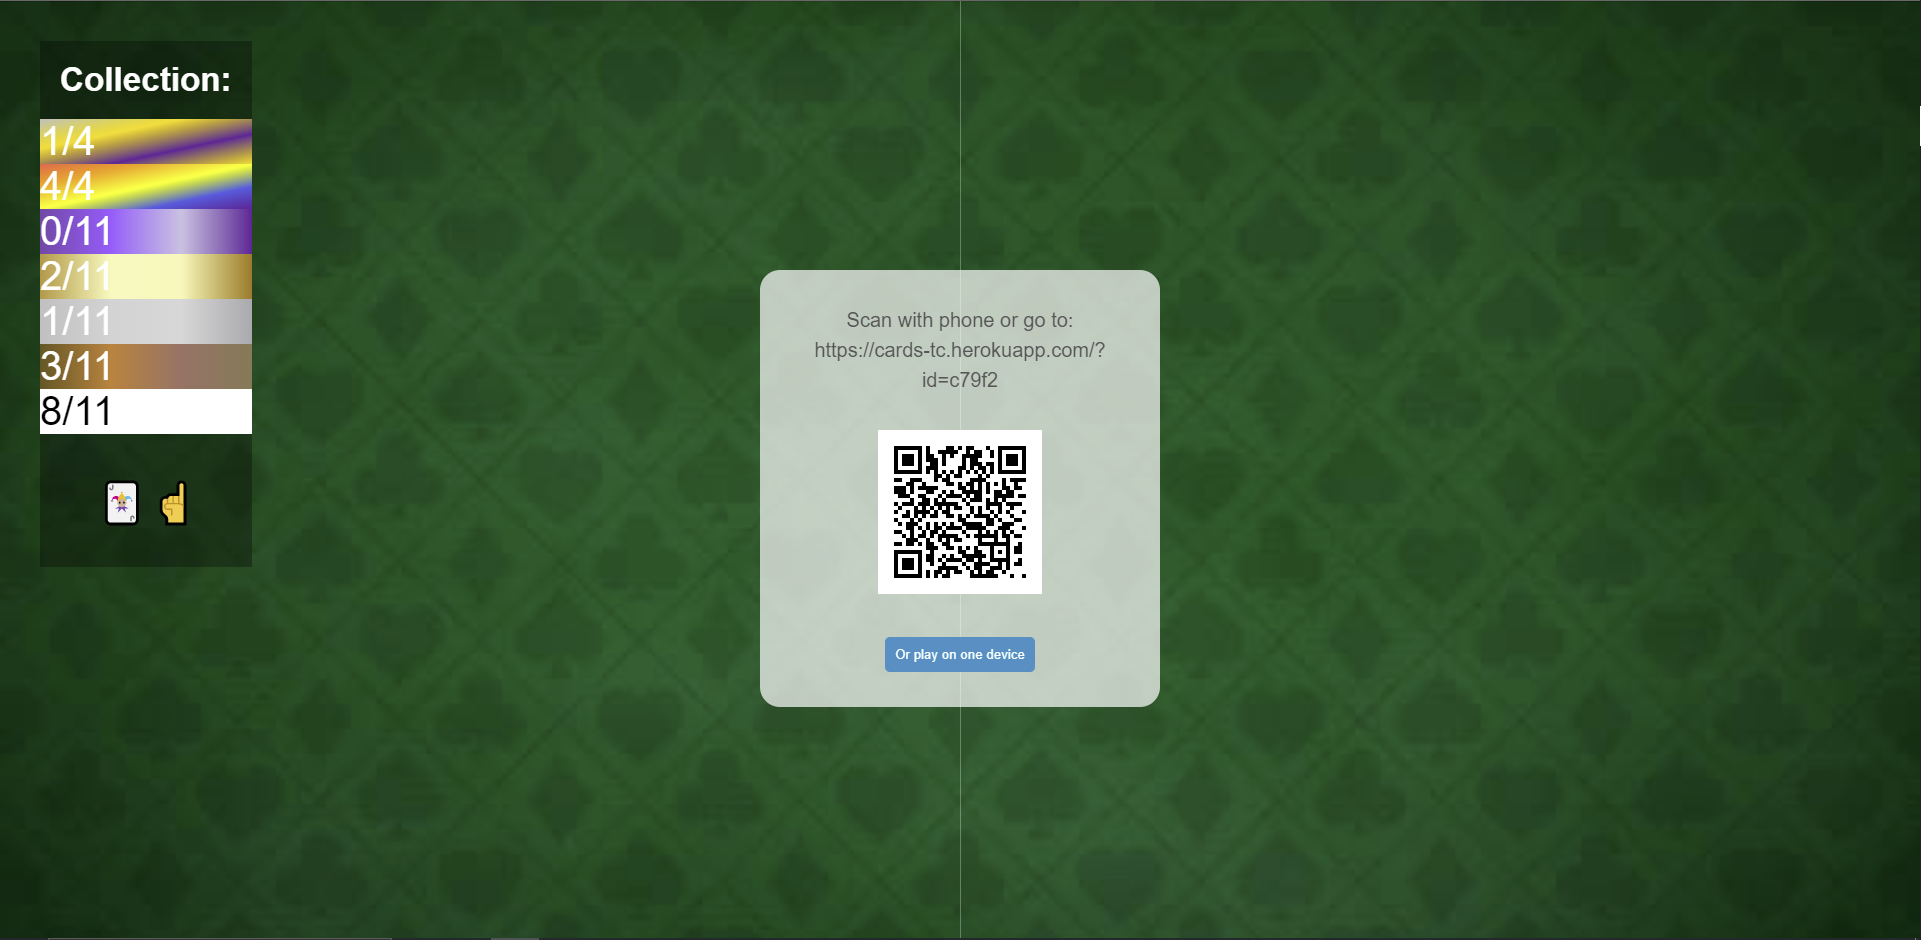 Collection:
1/4
4/4
0/11
2/11
1/11
3/11
8/11
Scan with phone or go to:
https://cards-tc.herokuapp.com/?
id=c79f2
Or play on one device